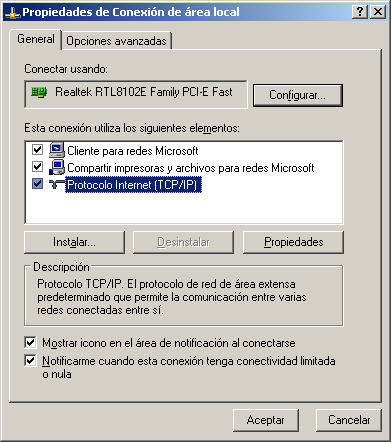 Propiedades de Conexión de área local
General
Opciones avanzadas
Conectar usando:
Realtek RTL8102E Family PCI-E Fast
Configurar...
Esta conexión utiliza los siguientes elementos:
Cliente para redes Microsoft
Compartir impresoras y archivos para redes Microsoft
Protocolo Internet (TCP/IP)
Instalar...
Desinstalar
Propiedades
Descripción
Protocolo TCP/IP. El protocolo de red de área extensa
predeterminado que permite la comunicación entre varias
redes conectadas entre sí.
Mostrar icono en el área de notificación al conectarse
Notificarme cuando esta conexión tenga conectividad limitada
o nula
Aceptar
Cancelar